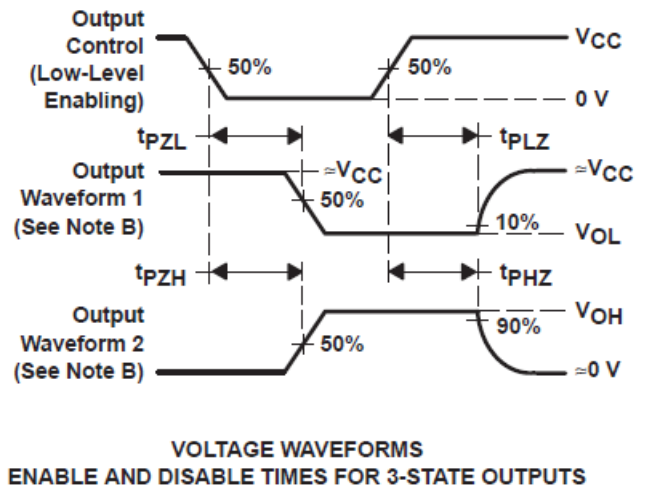 Output
Control
(Low-Level
Enabling)
50%
50%
VCC
0 V
tPZL
tPLZ
Output
Waveform 1
(See Note B)
≈VCC
50%
≈VCC
10%
VOL
tPZH
tPHZ
Output
Waveform 2
(See Note B)
50%
VOH
90%
≈0 V
VOLTAGE WAVEFORMS
ENABLE AND DISABLE TIMES FOR 3-STATE OUTPUTS